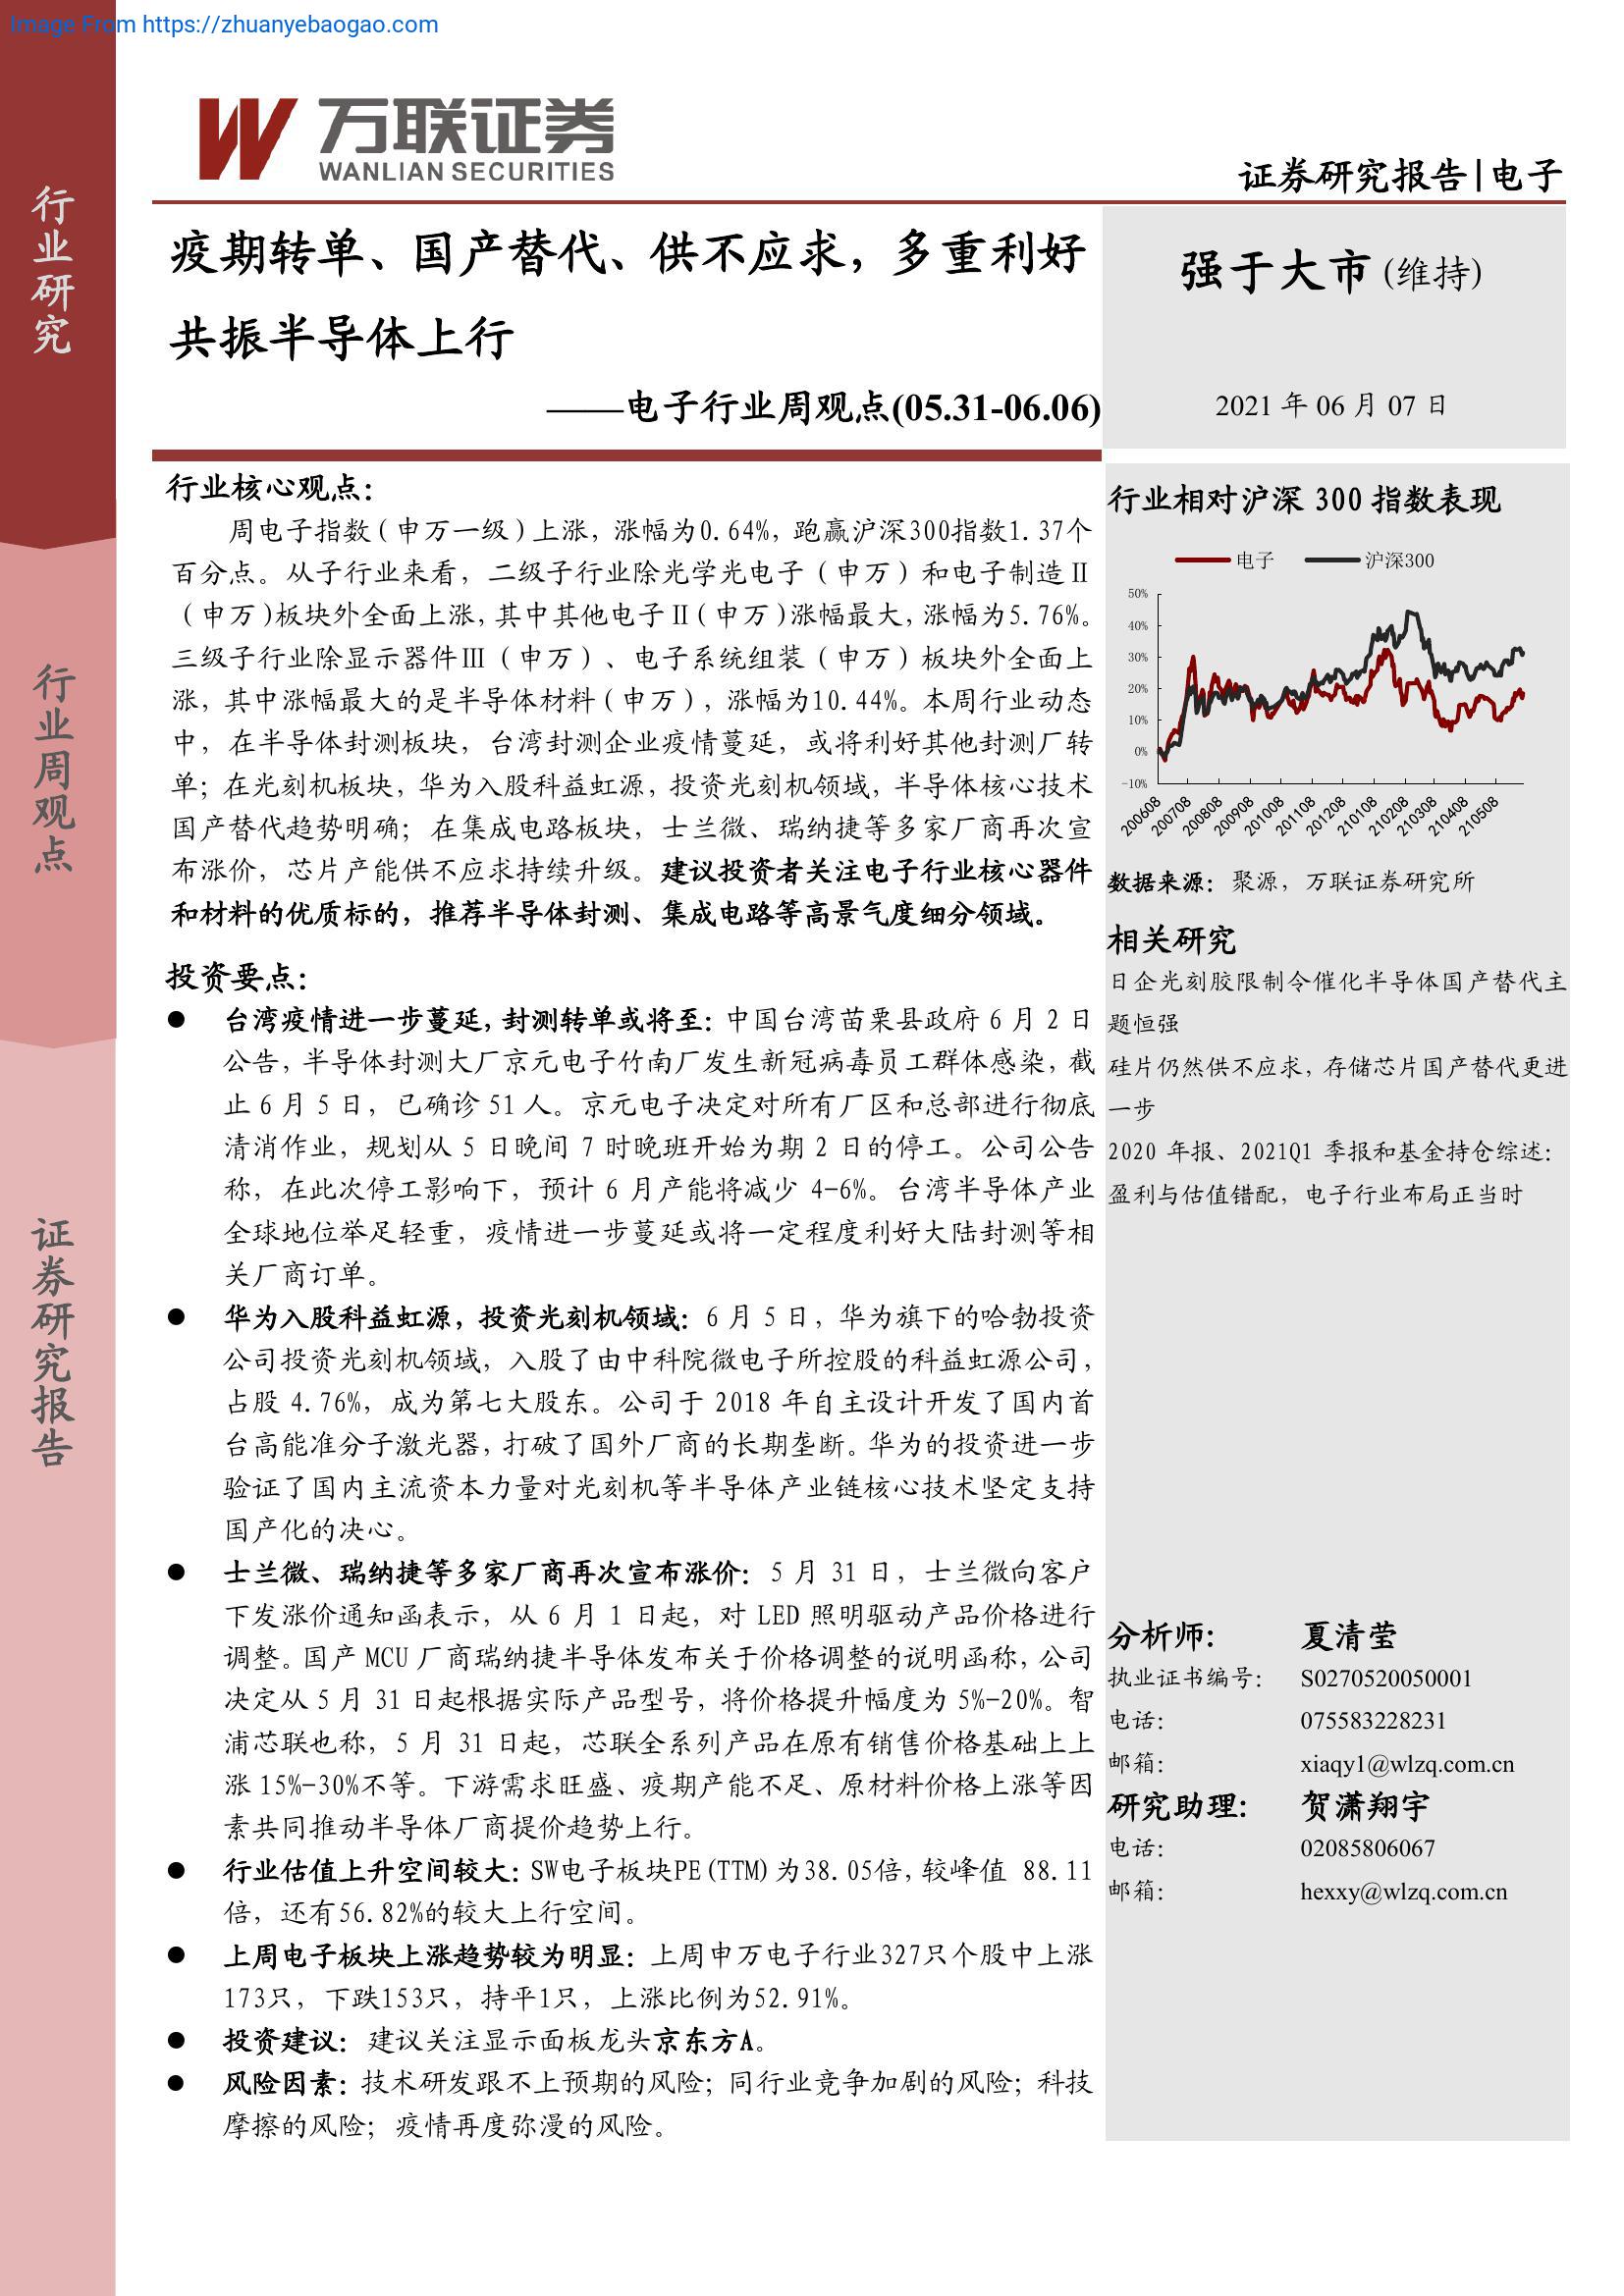 Image From https://zhuanyebaogao.com
万联证券
WANLIAN SECURITIES
证券研究报告|电子
行业研究
行业周观点
证券研究报告
疫期转单、国产替代、供不应求，多重利好
共振半导体上行
——电子行业周观点(05.31-06.06)
强于大市(维持)
2021 年 06 月 07 日
行业核心观点：
周电子指数（申万一级）上涨，涨幅为0.64%，跑赢沪深300指数1.37个
百分点。从子行业来看，二级子行业除光学光电子（申万）和电子制造Ⅱ
（申万）板块外全面上涨，其中其他电子Ⅱ（申万）涨幅最大，涨幅为5.76%。
三级子行业除显示器件Ⅲ（申万）、电子系统组装（申万）板块外全面上
涨，其中涨幅最大的是半导体材料（申万），涨幅为10.44%。本周行业动态
中，在半导体封测板块，台湾封测企业疫情蔓延，或将利好其他封测厂转
单；在光刻机板块，华为入股科益虹源，投资光刻机领域，半导体核心技术
国产替代趋势明确；在集成电路板块，士兰微、瑞纳捷等多家厂商再次宣
布涨价，芯片产能供不应求持续升级。建议投资者关注电子行业核心器件
和材料的优质标的，推荐半导体封测、集成电路等高景气度细分领域。
投资要点：
● 台湾疫情进一步蔓延，封测转单或将至：中国台湾苗栗县政府 6 月 2 日
公告，半导体封测大厂京元电子竹南厂发生新冠病毒员工群体感染，截
止 6 月 5 日，已确诊 51 人。京元电子决定对所有厂区和总部进行彻底
清消作业，规划从 5 日晚间 7 时晚班开始为期 2 日的停工。公司公告
称，在此次停工影响下，预计 6 月产能将减少 4-6%。台湾半导体产业
全球地位举足轻重，疫情进一步蔓延或将一定程度利好大陆封测等相
关厂商订单。
● 华为入股科益虹源，投资光刻机领域：6 月 5 日，华为旗下的哈勃投资
公司投资光刻机领域，入股了由中科院微电子所控股的科益虹源公司，
占股 4.76%，成为第七大股东。公司于 2018 年自主设计开发了国内首
台高能准分子激光器，打破了国外厂商的长期垄断。华为的投资进一步
验证了国内主流资本力量对光刻机等半导体产业链核心技术坚定支持
国产化的决心。
● 士兰微、瑞纳捷等多家厂商再次宣布涨价：5 月 31 日，士兰微向客户
下发涨价通知函表示，从 6 月 1 日起，对 LED 照明驱动产品价格进行
调整。国产 MCU 厂商瑞纳捷半导体发布关于价格调整的说明函称，公司
决定从 5 月 31 日起根据实际产品型号，将价格提升幅度为 5%-20%。智
浦芯联也称，5 月 31 日起，芯联全系列产品在原有销售价格基础上上
涨 15%-30%不等。下游需求旺盛、疫期产能不足、原材料价格上涨等因
素共同推动半导体厂商提价趋势上行。
● 行业估值上升空间较大：SW电子板块PE(TTM)为38.05倍，较峰值 88.11
倍，还有56.82%的较大上行空间。
● 上周电子板块上涨趋势较为明显：上周申万电子行业327只个股中上涨
173只，下跌153只，持平1只，上涨比例为52.91%。
● 投资建议：建议关注显示面板龙头京东方A。
● 风险因素：技术研发跟不上预期的风险；同行业竞争加剧的风险；科技
摩擦的风险；疫情再度弥漫的风险。
行业相对沪深 300 指数表现
电子 沪深300
50%
40%
30%
20%
10%
0%
-10%
200608 200708 200808 200908 201008 201108 201208 210108 210208 210308 210408 210508
数据来源：聚源，万联证券研究所
相关研究
日企光刻胶限制令催化半导体国产替代主
题恒强
硅片仍然供不应求，存储芯片国产替代更进
一步
2020 年报、2021Q1 季报和基金持仓综述：
盈利与估值错配，电子行业布局正当时
分析师： 夏清莹
执业证书编号： S0270520050001
电话： 075583228231
邮箱： xiaqy1@wlzq.com.cn
研究助理： 贺潇翔宇
电话： 02085806067
邮箱： hexxy@wlzq.com.cn